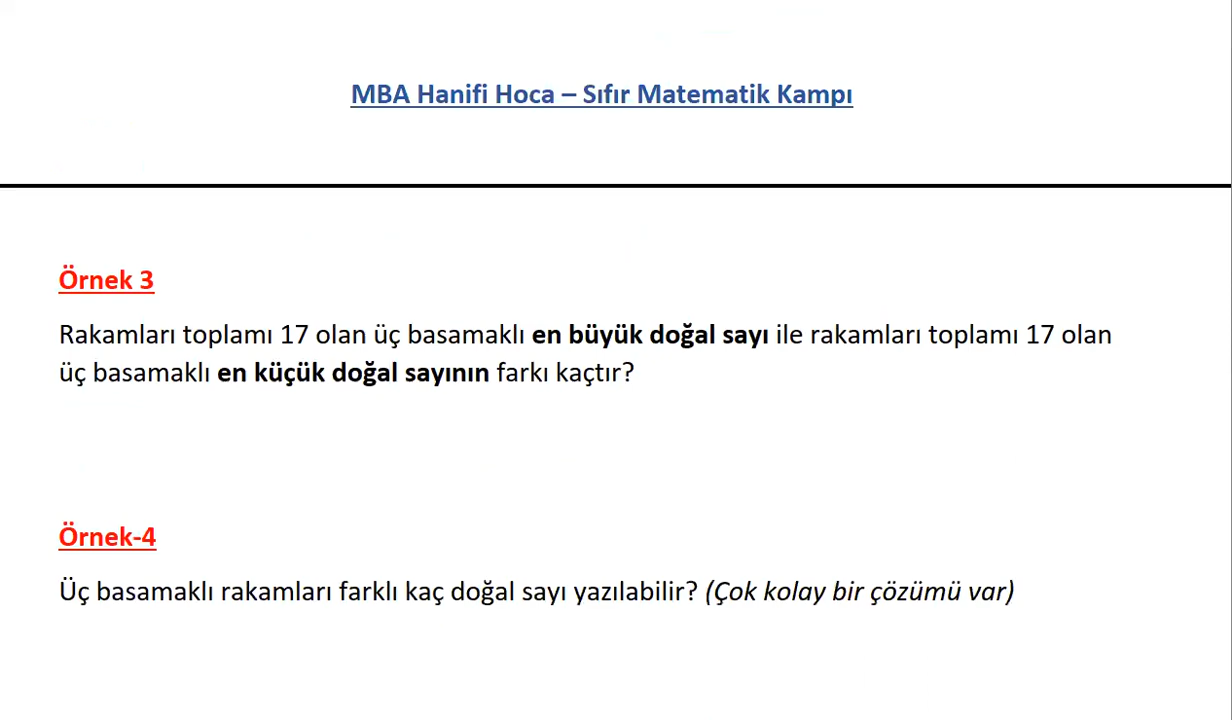 MBA Hanifi Hoca – Sıfır Matematik Kampı
Örnek 3
Rakamları toplamı 17 olan üç basamaklı en büyük doğal sayı ile rakamları toplamı 17 olan
üç basamaklı en küçük doğal sayının farkı kaçtır?
Örnek-4
Üç basamaklı rakamları farklı kaç doğal sayı yazılabilir? (Çok kolay bir çözümü var)